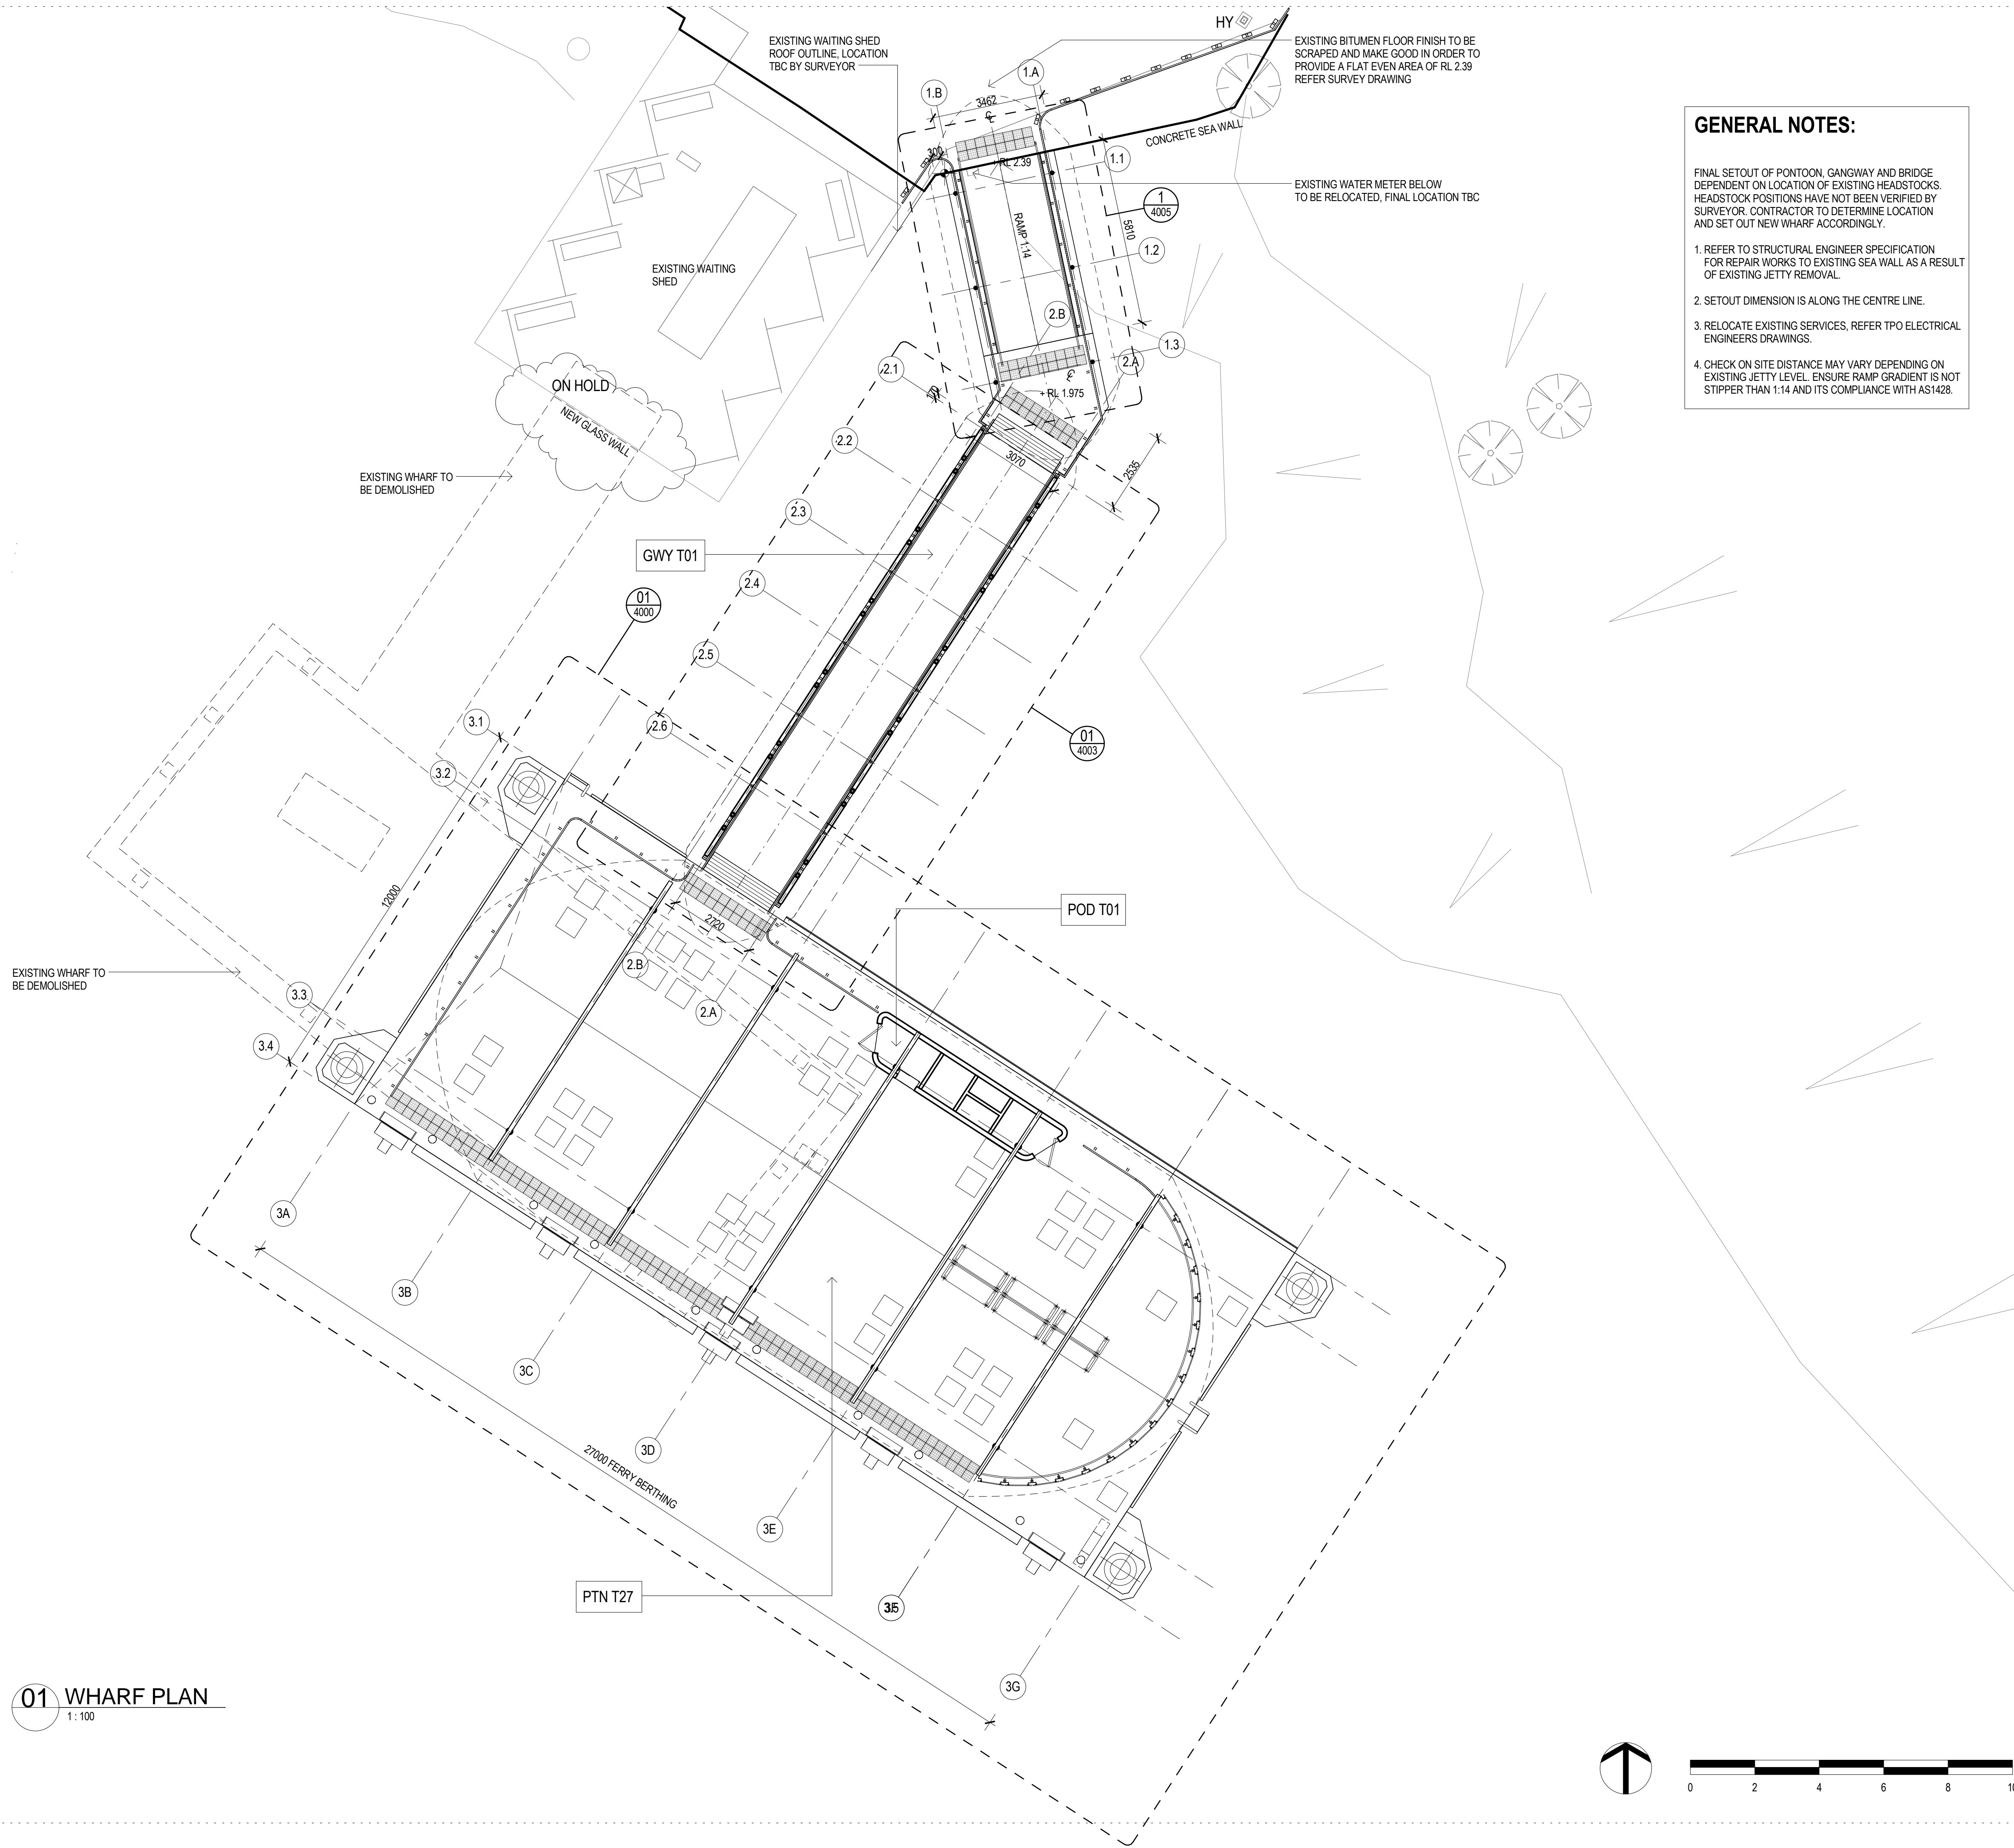 HY
EXISTING WAITING SHED
ROOF OUTLINE, LOCATION
TBC BY SURVEYOR
EXISTING BITUMEN FLOOR FINISH TO BE
SCRAPED AND MAKE GOOD IN ORDER TO
PROVIDE A FLAT EVEN AREA OF RL 2.39
REFER SURVEY DRAWING
1.A
1.B
3462
CONCRETE SEA WALL
300
+ RL 2.39
1.1
EXISTING WATER METER BELOW
TO BE RELOCATED, FINAL LOCATION TBC
1
4005
RAMP 1:14
5810
1.2
EXISTING WAITING
SHED
2.B
1.3
2.A
2.1
+ RL 1.975
ON HOLD
NEW GLASS WALL
2.2
3070
2535
EXISTING WHARF TO
BE DEMOLISHED
2.3
GWY T01
2.4
01
4000
2.5
3.1
2.6
01
4003
3.2
12000
POD T01
2720
2.B
EXISTING WHARF TO
BE DEMOLISHED
3.3
2.A
3.4
3A
3B
3C
3D
27000 FERRY BERTHING
3E
PTN T27
3G
GENERAL NOTES:
FINAL SETOUT OF PONTOON, GANGWAY AND BRIDGE
DEPENDENT ON LOCATION OF EXISTING HEADSTOCKS.
HEADSTOCK POSITIONS HAVE NOT BEEN VERIFIED BY
SURVEYOR. CONTRACTOR TO DETERMINE LOCATION
AND SET OUT NEW WHARF ACCORDINGLY.
1. REFER TO STRUCTURAL ENGINEER SPECIFICATION
FOR REPAIR WORKS TO EXISTING SEA WALL AS A RESULT
OF EXISTING JETTY REMOVAL.
2. SETOUT DIMENSION IS ALONG THE CENTRE LINE.
3. RELOCATE EXISTING SERVICES, REFER TPO ELECTRICAL
ENGINEERS DRAWINGS.
4. CHECK ON SITE DISTANCE MAY VARY DEPENDING ON
EXISTING JETTY LEVEL. ENSURE RAMP GRADIENT IS NOT
STIPPER THAN 1:14 AND ITS COMPLIANCE WITH AS1428.
01 WHARF PLAN
1 : 100
0 2 4 6 8 10